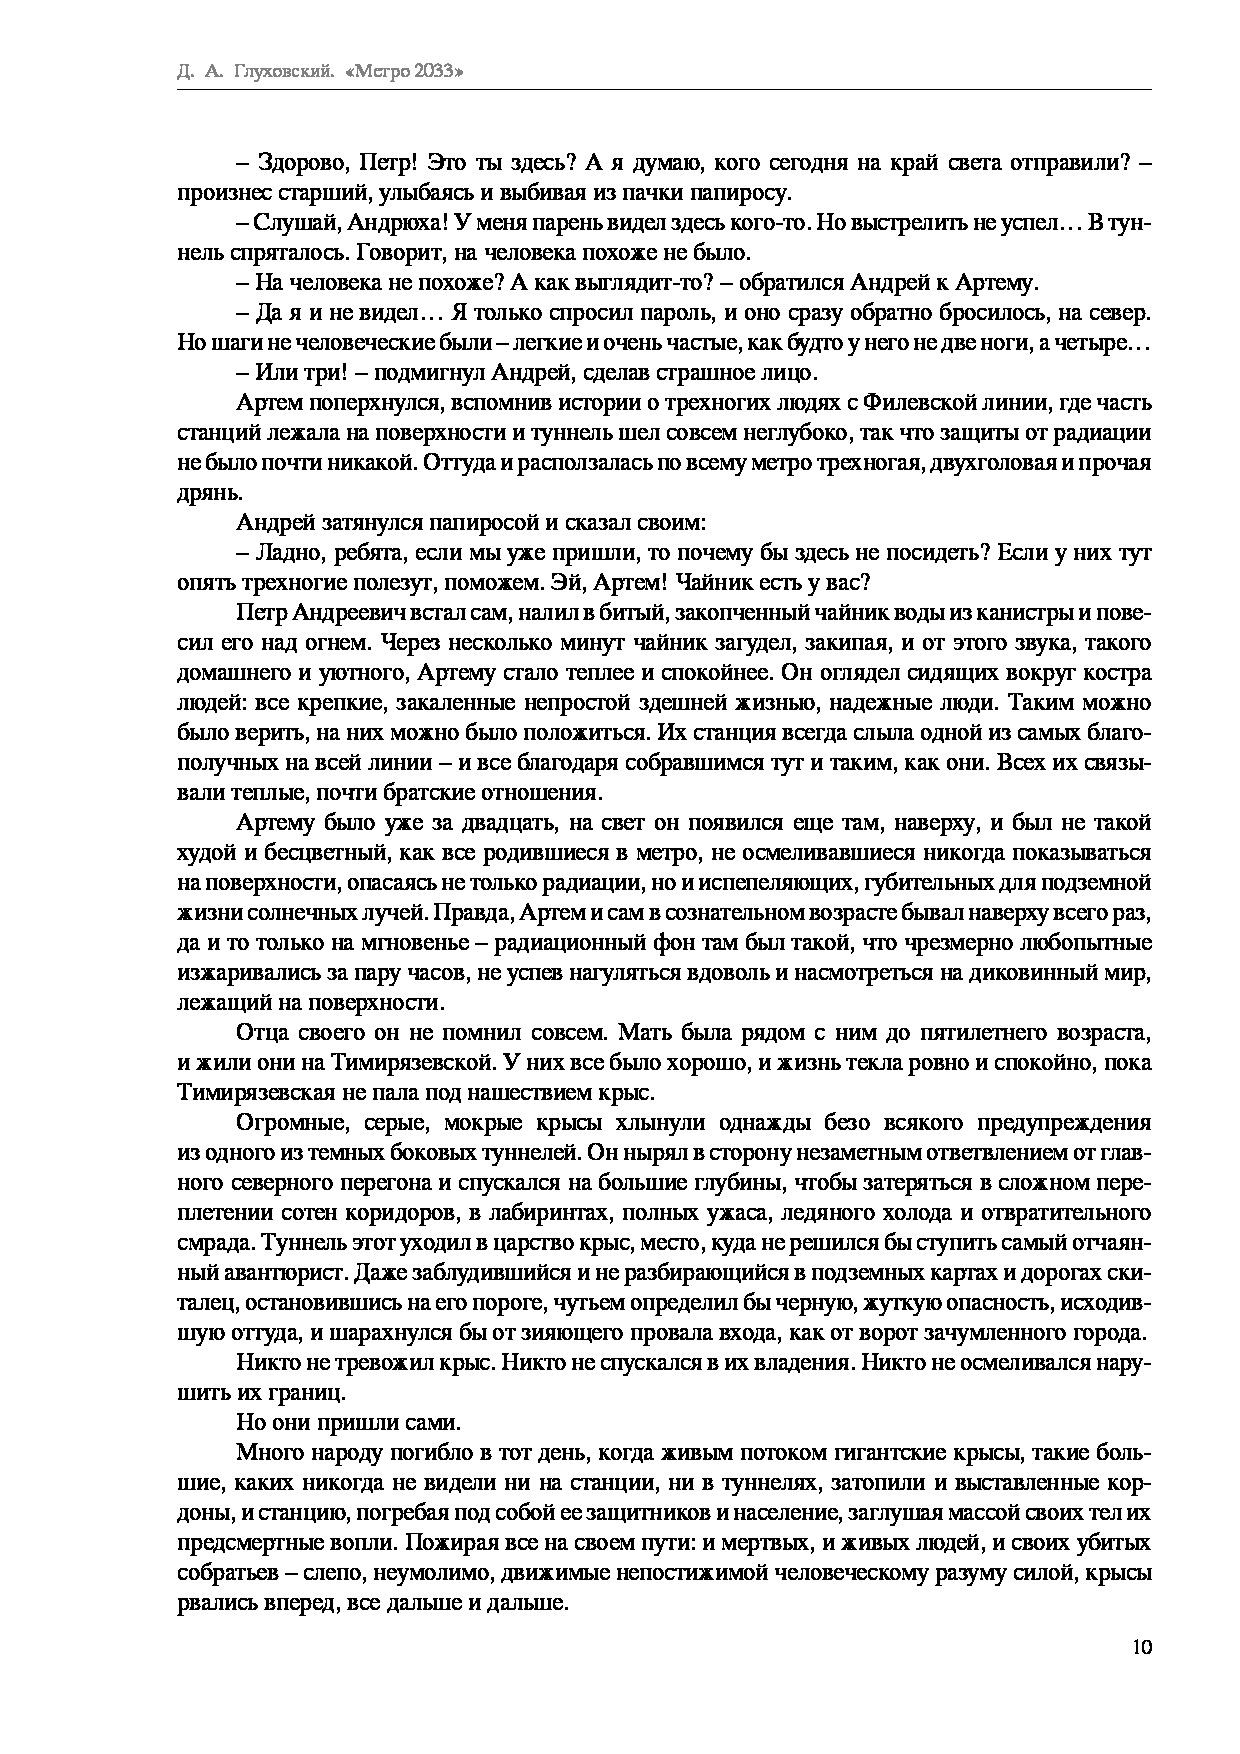 Д. А. Глуховский. «Метро 2033»
– Здорово, Петр! Это ты здесь? А я думаю, кого сегодня на край света отправили? –
произнес старший, улыбаясь и выбивая из пачки папиросу.
– Слушай, Андрюха! У меня парень видел здесь кого-то. Но выстрелить не успел… В тун-
нель спряталось. Говорит, на человека похоже не было.
– На человека не похоже? А как выглядит-то? – обратился Андрей к Артему.
– Да я и не видел… Я только спросил пароль, и оно сразу обратно бросилось, на север.
Но шаги не человеческие были – легкие и очень частые, как будто у него не две ноги, а четыре…
– Или три! – подмигнул Андрей, сделав страшное лицо.
Артем поперхнулся, вспомнив истории о трехногих людях с Филевской линии, где часть
станций лежала на поверхности и туннель шел совсем неглубоко, так что защиты от радиации
не было почти никакой. Оттуда и расползалась по всему метро трехногая, двухголовая и прочая
дрянь.
Андрей затянулся папиросой и сказал своим:
– Ладно, ребята, если мы уже пришли, то почему бы здесь не посидеть? Если у них тут
опять трехногие полезут, поможем. Эй, Артем! Чайник есть у вас?
Петр Андреевич встал сам, налил в битый, закопченный чайник воды из канистры и пове-
сил его над огнем. Через несколько минут чайник загудел, закипая, и от этого звука, такого
домашнего и уютного, Артему стало теплее и спокойнее. Он оглядел сидящих вокруг костра
людей: все крепкие, закаленные непростой здешней жизнью, надежные люди. Таким можно
было верить, на них можно было положиться. Их станция всегда слыла одной из самых благо-
получных на всей линии – и все благодаря собравшимся тут и таким, как они. Всех их связы-
вали теплые, почти братские отношения.
Артему было уже за двадцать, на свет он появился еще там, наверху, и был не такой
худой и бесцветный, как все родившиеся в метро, не осмеливавшиеся никогда показываться
на поверхности, опасаясь не только радиации, но и испепеляющих, губительных для подземной
жизни солнечных лучей. Правда, Артем и сам в сознательном возрасте бывал наверху всего раз,
да и то только на мгновенье – радиационный фон там был такой, что чрезмерно любопытные
изжаривались за пару часов, не успев нагуляться вдоволь и насмотреться на диковинный мир,
лежащий на поверхности.
Отца своего он не помнил совсем. Мать была рядом с ним до пятилетнего возраста,
и жили они на Тимирязевской. У них все было хорошо, и жизнь текла ровно и спокойно, пока
Тимирязевская не пала под нашествием крыс.
Огромные, серые, мокрые крысы хлынули однажды безо всякого предупреждения
из одного из темных боковых туннелей. Он нырял в сторону незаметным ответвлением от глав-
ного северного перегона и спускался на большие глубины, чтобы затеряться в сложном пере-
плетении сотен коридоров, в лабиринтах, полных ужаса, ледяного холода и отвратительного
смрада. Туннель этот уходил в царство крыс, место, куда не решился бы ступить самый отчаян-
ный авантюрист. Даже заблудившийся и не разбирающийся в подземных картах и дорогах ски-
талец, остановившись на его пороге, чутьем определил бы черную, жуткую опасность, исходив-
шую оттуда, и шарахнулся бы от зияющего провала входа, как от ворот зачумленного города.
Никто не тревожил крыс. Никто не спускался в их владения. Никто не осмеливался нару-
шить их границ.
Но они пришли сами.
Много народу погибло в тот день, когда живым потоком гигантские крысы, такие боль-
шие, каких никогда не видели ни на станции, ни в туннелях, затопили и выставленные кор-
доны, и станцию, погребая под собой ее защитников и население, заглушая массой своих тел их
предсмертные вопли. Пожирая все на своем пути: и мертвых, и живых людей, и своих убитых
собратьев – слепо, неумолимо, движимые непостижимой человеческому разуму силой, крысы
рвались вперед, все дальше и дальше.
10